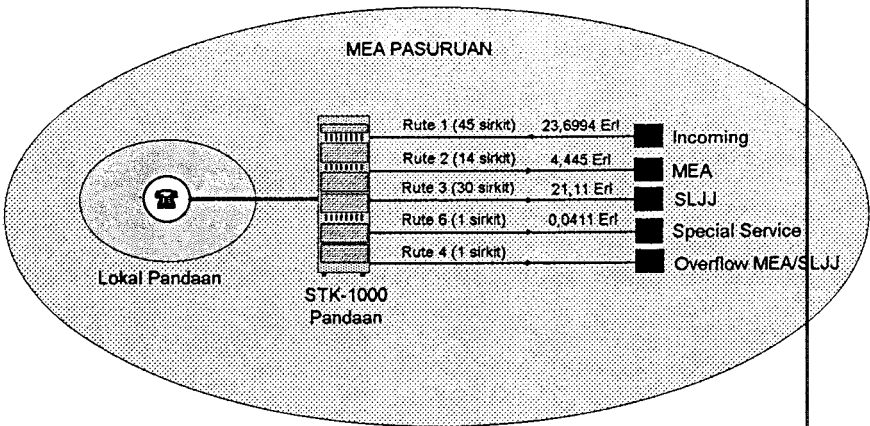 MEA PASURUAN
Rute 1 (45 sirkit) 23,6994 Erl Incoming
Rute 2 (14 sirkit) 4,445 Erl MEA
Rute 3 (30 sirkit) 21,11 Erl SLJJ
Rute 6 (1 sirkit) 0,0411 Erl Special Service
Rute 4 (1 sirkit) Overflow MEA/SLJJ
Lokal Pandaan
STK-1000
Pandaan